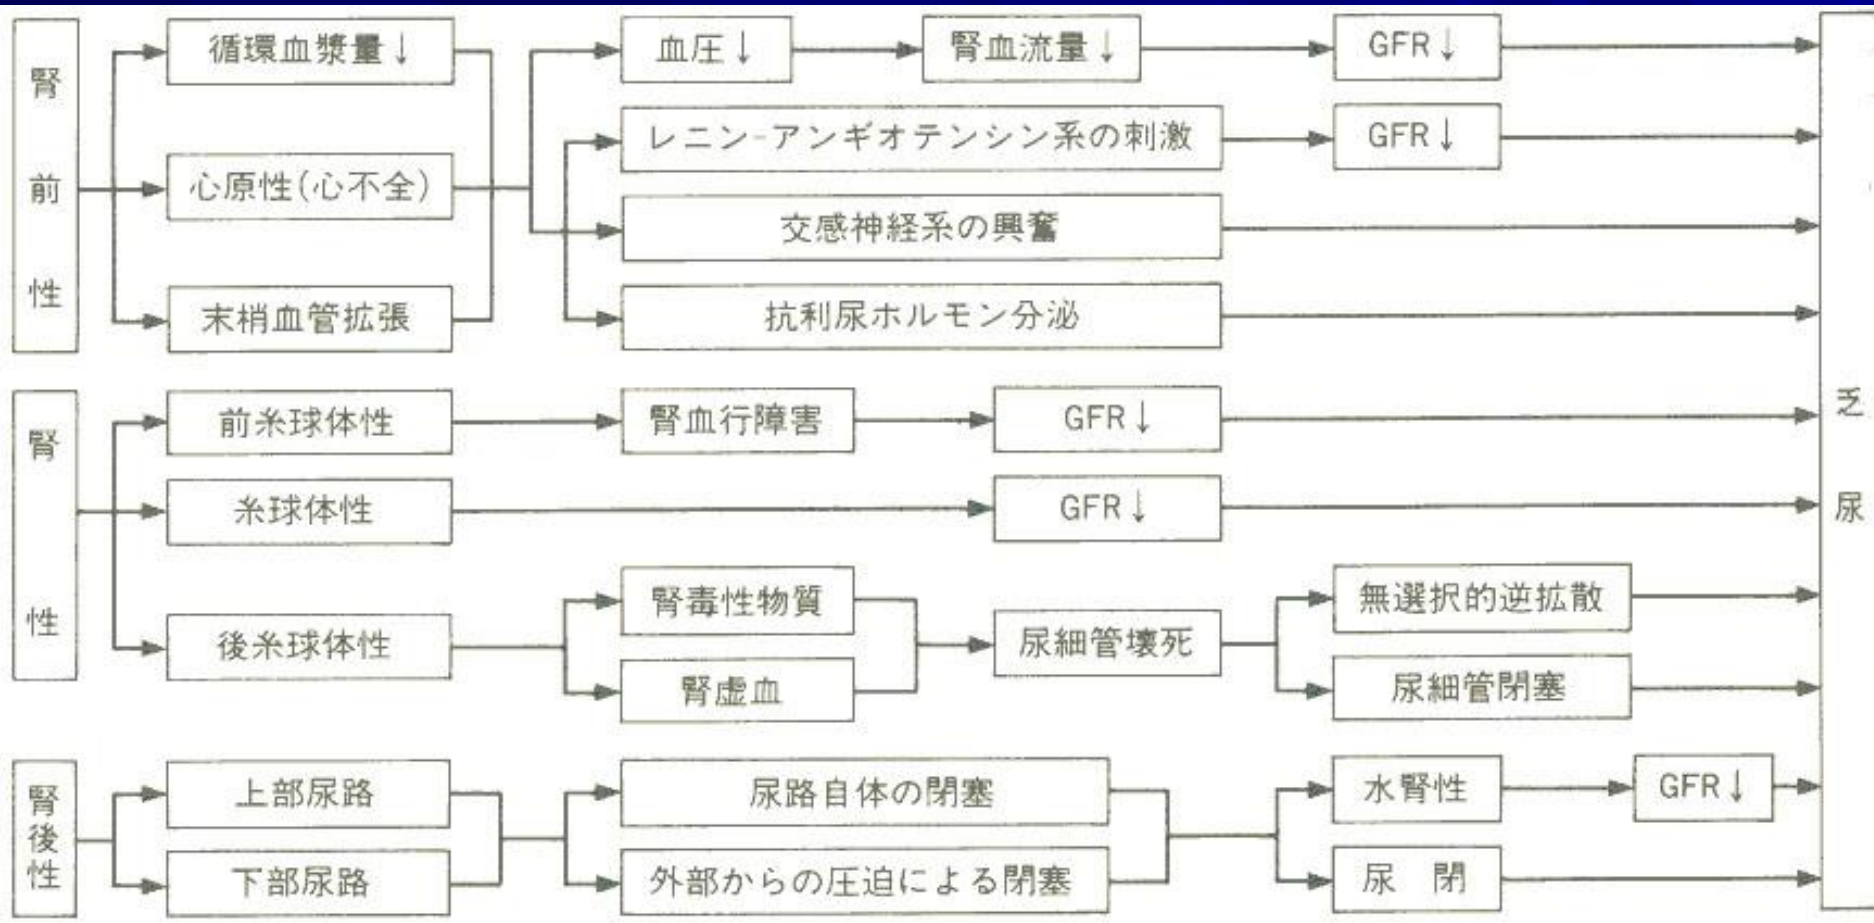 腎前性
循環血漿量↓
血圧↓
腎血流量↓
GFR↓
レニン-アンギオテンシン系の刺激
GFR↓
心原性(心不全)
交感神経系の興奮
末梢血管拡張
抗利尿ホルモン分泌
腎性
前糸球体性
腎血行障害
GFR↓
糸球体性
GFR↓
後糸球体性
腎毒性物質
腎虚血
尿細管壊死
無選択的逆拡散
尿細管閉塞
腎後性
上部尿路
尿路自体の閉塞
水腎性
GFR↓
下部尿路
外部からの圧迫による閉塞
尿 閉
乏尿